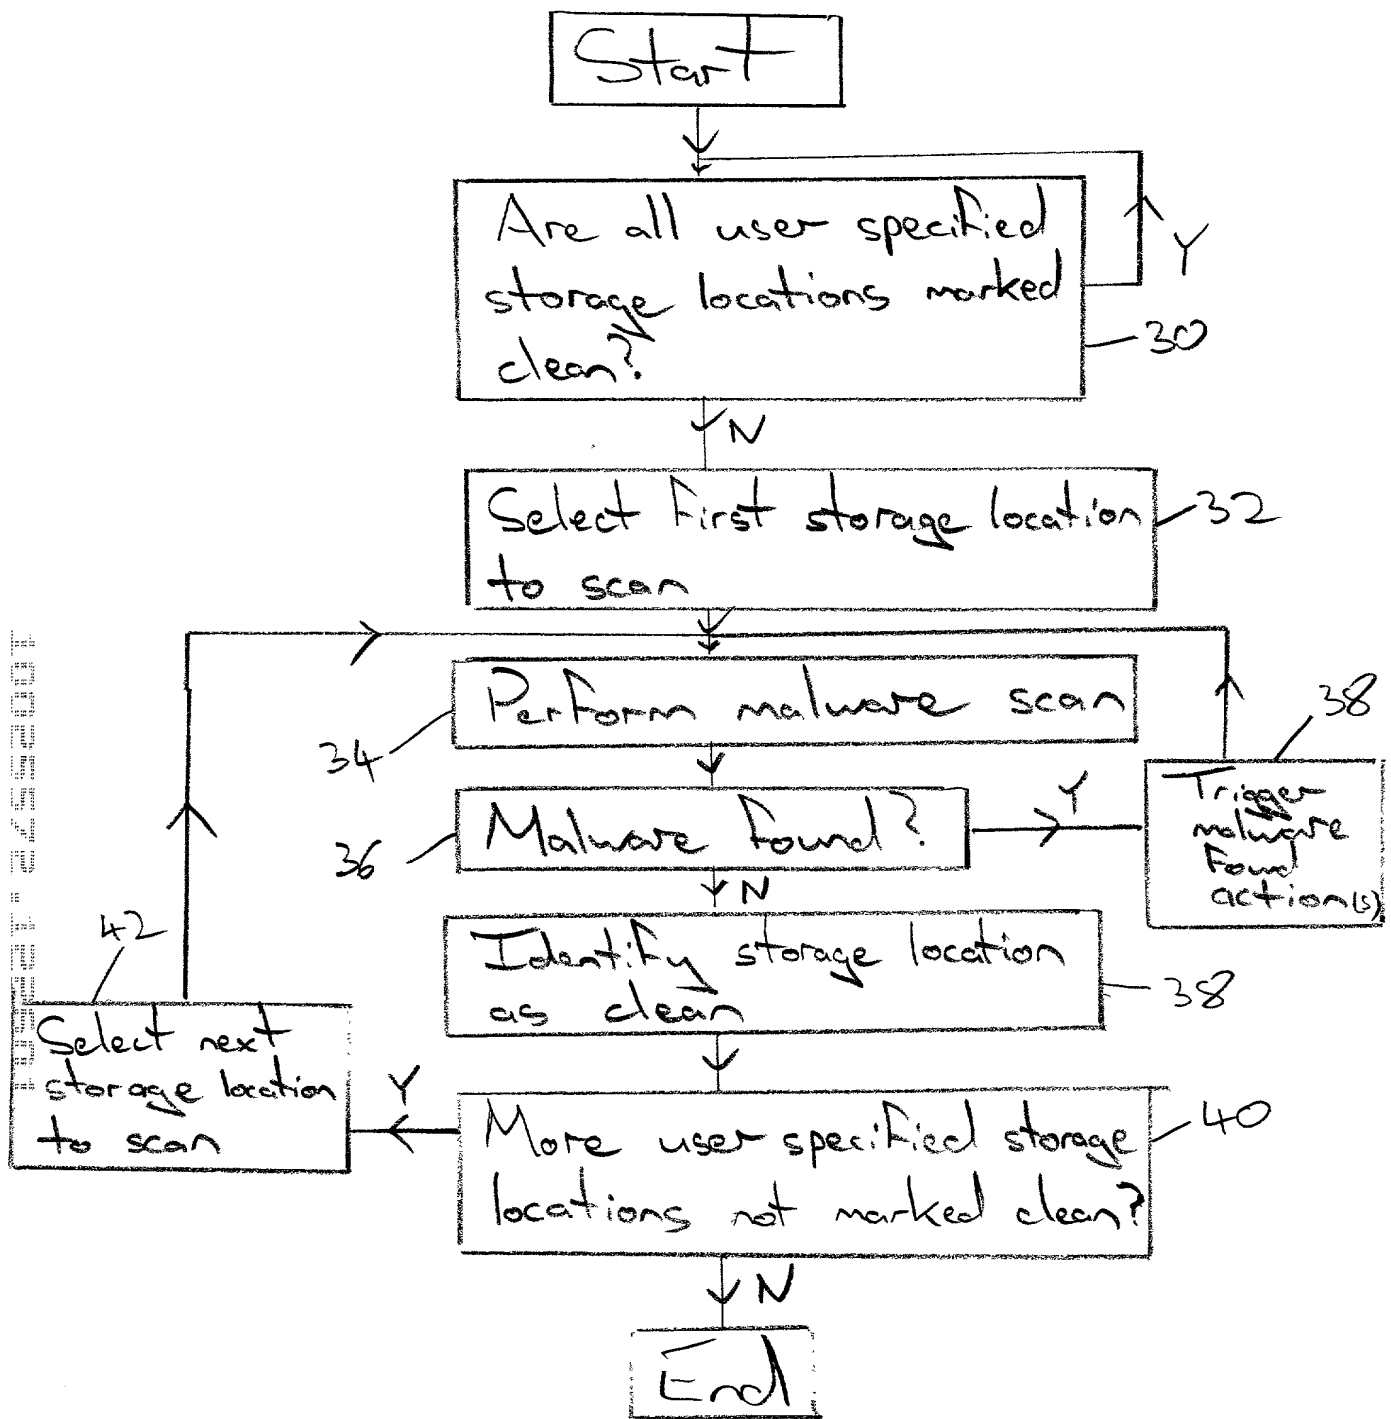 Start
Are all user specified
storage locations marked
clean?
Y
30
N
Select first storage location
to scan
32
Perform malware scan
34
38
Malware found?
36
Y
Trigger
malware
found
action(s)
N
Identify storage location
as clean
38
42
Select next
storage location
to scan
Y
More user specified storage
locations not marked clean?
40
N
End